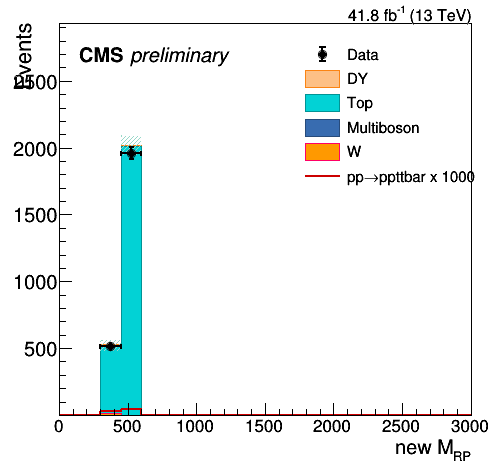 41.8 fb-1 (13 TeV)
Events
CMS preliminary
Data
DY
Top
Multiboson
W
pp→ppttbar x 1000
2500
2000
1500
1000
500
0 500 1000 1500 2000 2500 3000
new MRP